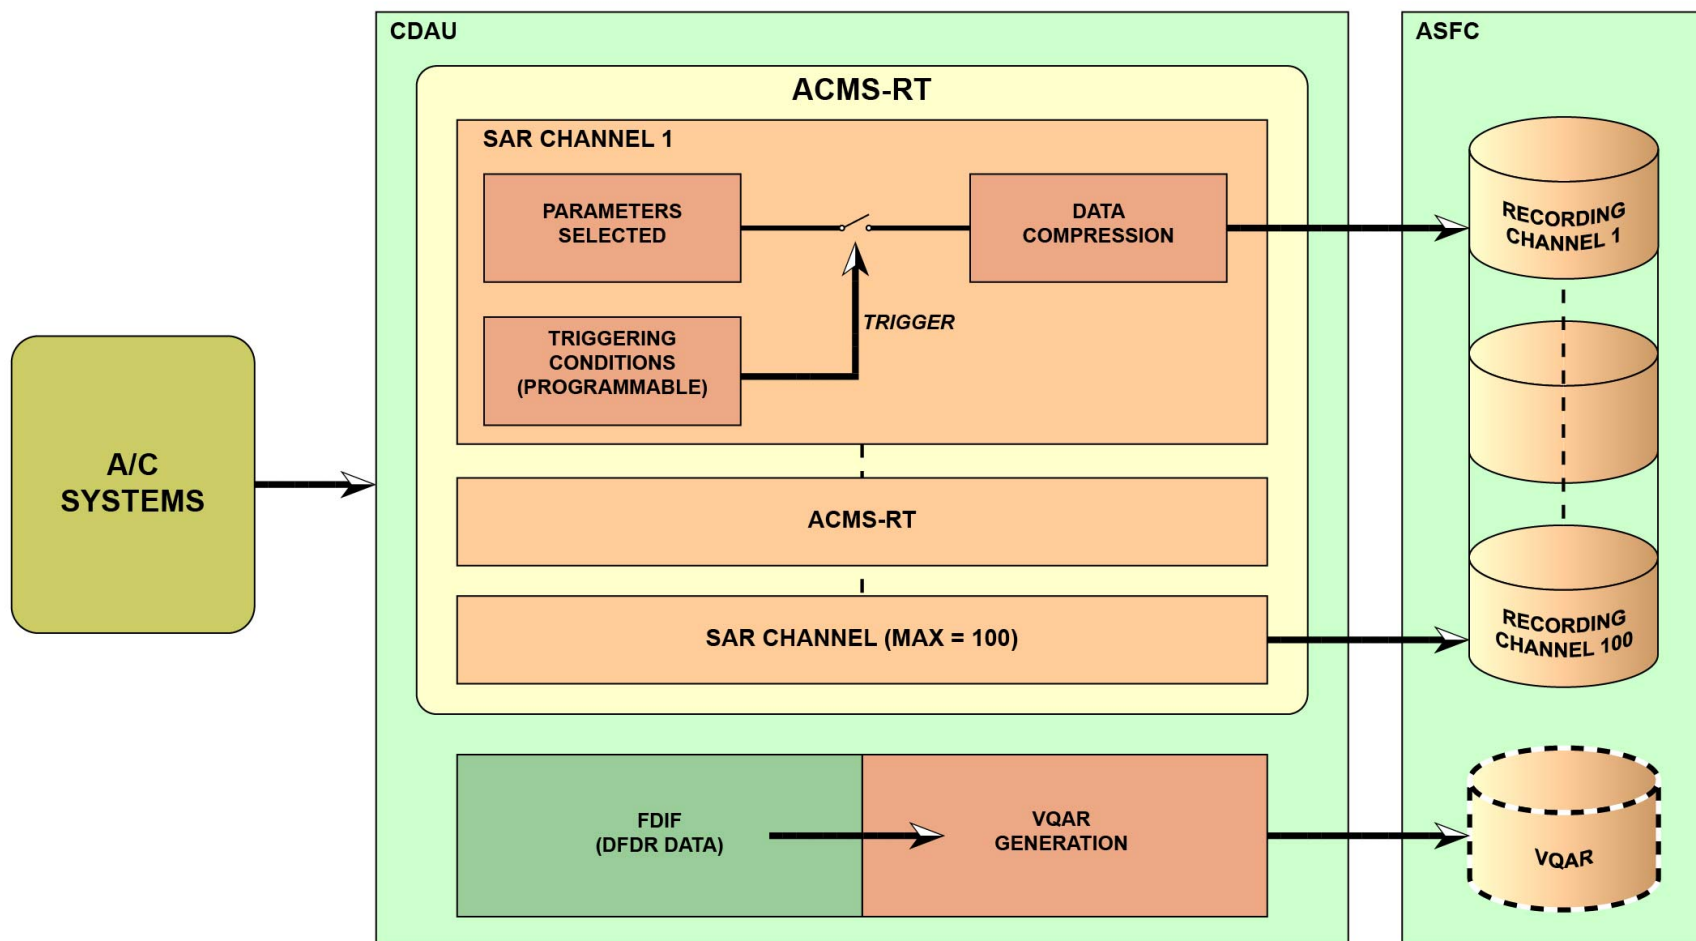 CDAU
ASFC
ACMS-RT
SAR CHANNEL 1
PARAMETERS
SELECTED
DATA
COMPRESSION
RECORDING
CHANNEL 1
TRIGGER
TRIGGERING
CONDITIONS
(PROGRAMMABLE)
A/C
SYSTEMS
ACMS-RT
SAR CHANNEL (MAX = 100)
RECORDING
CHANNEL 100
FDIF
(DFDR DATA)
VQAR
GENERATION
VQAR